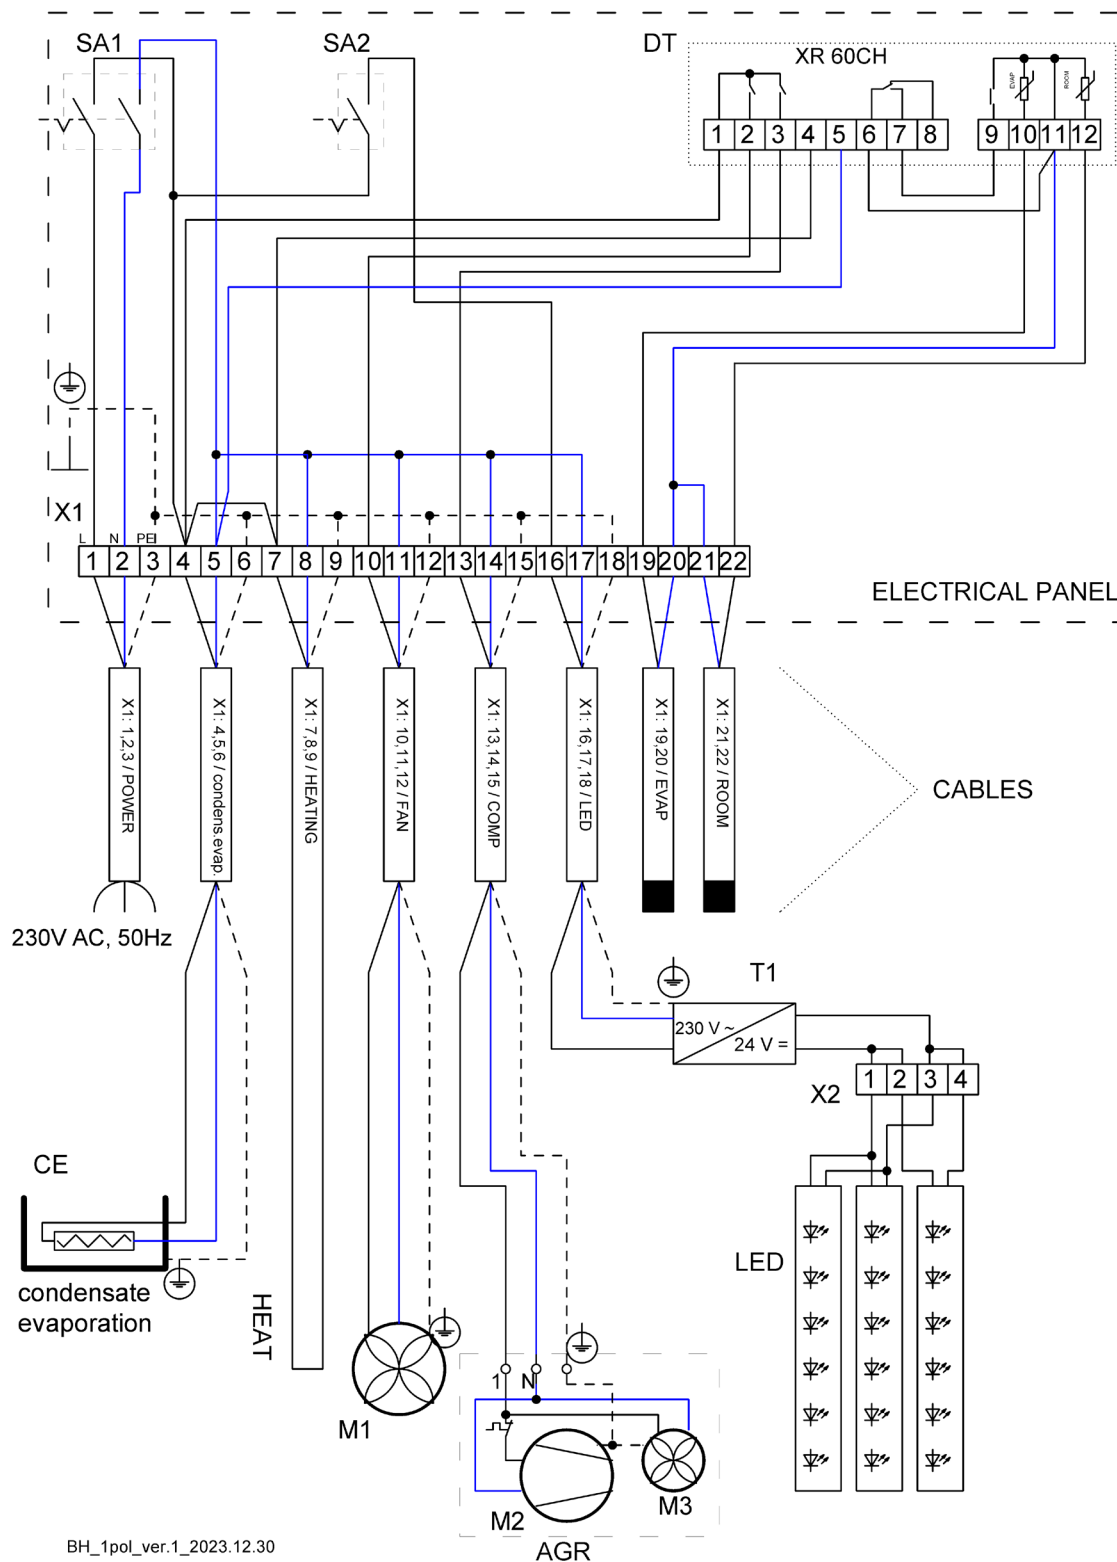 SA1
SA2
DT
XR 60CH
EVAP
ROOM
1 2 3 4 5 6 7 8
9 10 11 12
X1
L N PE
1 2 3 4 5 6 7 8 9 10 11 12 13 14 15 16 17 18 19 20 21 22
ELECTRICAL PANEL
X1: 1,2,3 / POWER
X1: 4,5,6 / condens.evap.
X1: 7,8,9 / HEATING
X1: 10,11,12 / FAN
X1: 13,14,15 / COMP
X1: 16,17,18 / LED
X1: 19,20 / EVAP
X1: 21,22 / ROOM
CABLES
230V AC, 50Hz
T1
230 V ~
24 V =
X2
1 2 3 4
CE
condensate
evaporation
HEAT
LED
M1
1 N
M2
M3
AGR
BH_1pol_ver.1_2023.12.30